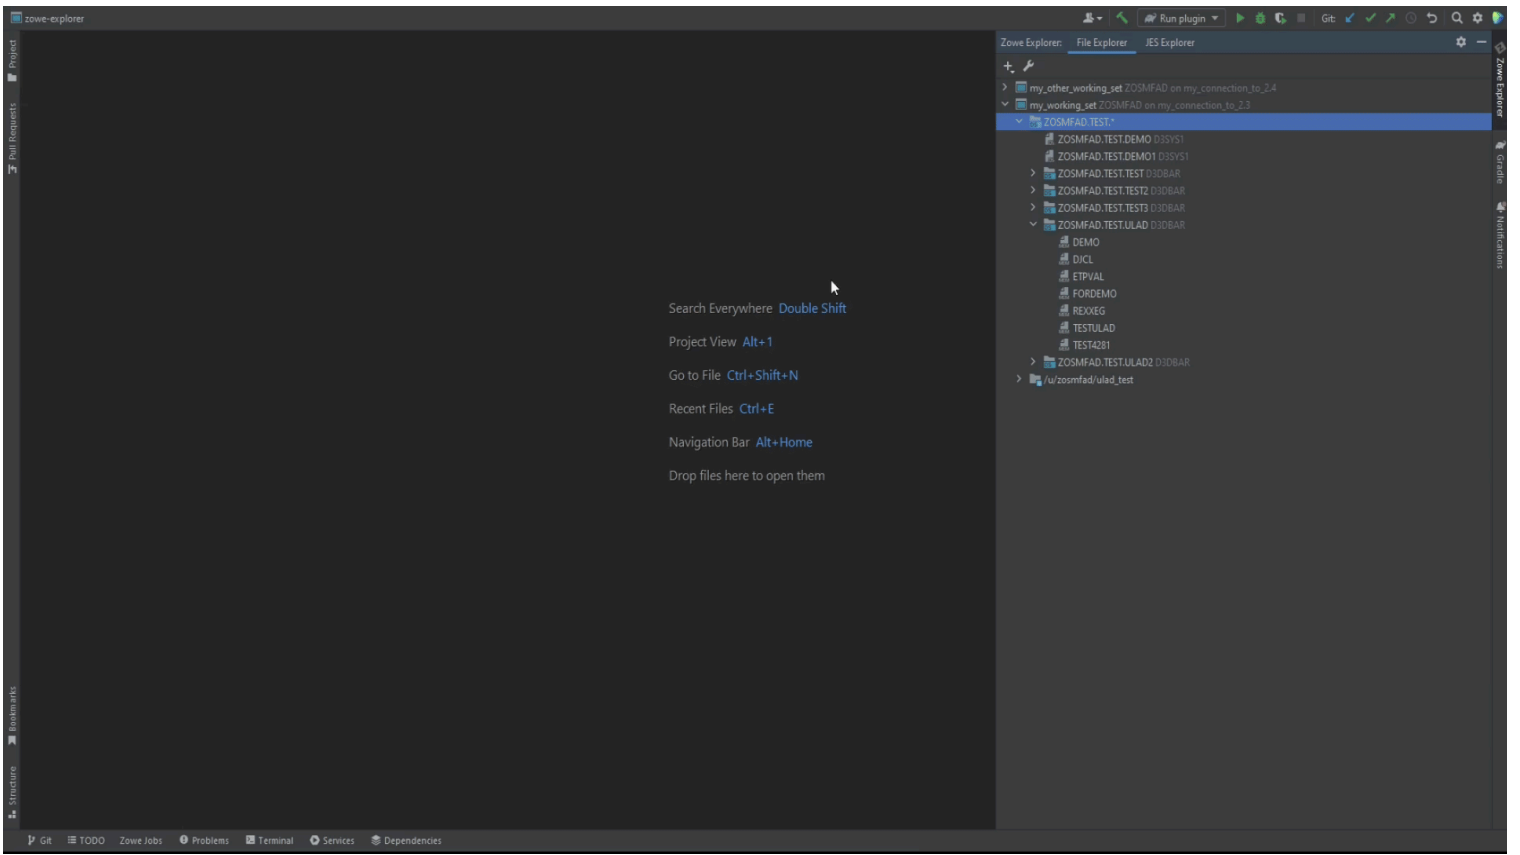 zowe-explorer
Run plugin
Git:
Project
Pull Requests
Bookmarks
Structure
Search Everywhere Double Shift
Project View Alt+1
Go to File Ctrl+Shift+N
Recent Files Ctrl+E
Navigation Bar Alt+Home
Drop files here to open them
Zowe Explorer: File Explorer JES Explorer
my_other_working_set ZOSMFAD on my_connection_to_2.4
my_working_set ZOSMFAD on my_connection_to_2.3
ZOSMFAD.TEST.*
ZOSMFAD.TEST.DEMO D3SYS1
ZOSMFAD.TEST.DEMO1 D3SYS1
ZOSMFAD.TEST.TEST D3DBAR
ZOSMFAD.TEST.TEST2 D3DBAR
ZOSMFAD.TEST.TEST3 D3DBAR
ZOSMFAD.TEST.ULAD D3DBAR
DEMO
DJCL
ETPVAL
FORDEMO
REXXEG
TESTULAD
TEST4281
ZOSMFAD.TEST.ULAD2 D3DBAR
/u/zosmfad/ulad_test
Zowe Explorer
Gradle
Notifications
Git TODO Zowe Jobs Problems Terminal Services Dependencies